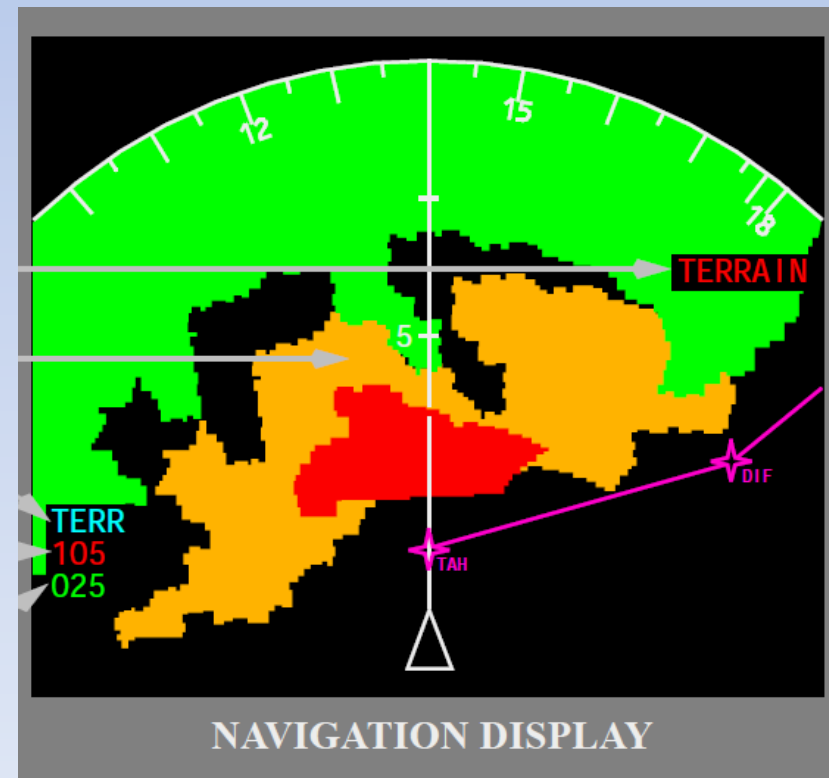 12
15
18
TERRAIN
5
DIF
TERR
105
TAH
025
NAVIGATION DISPLAY